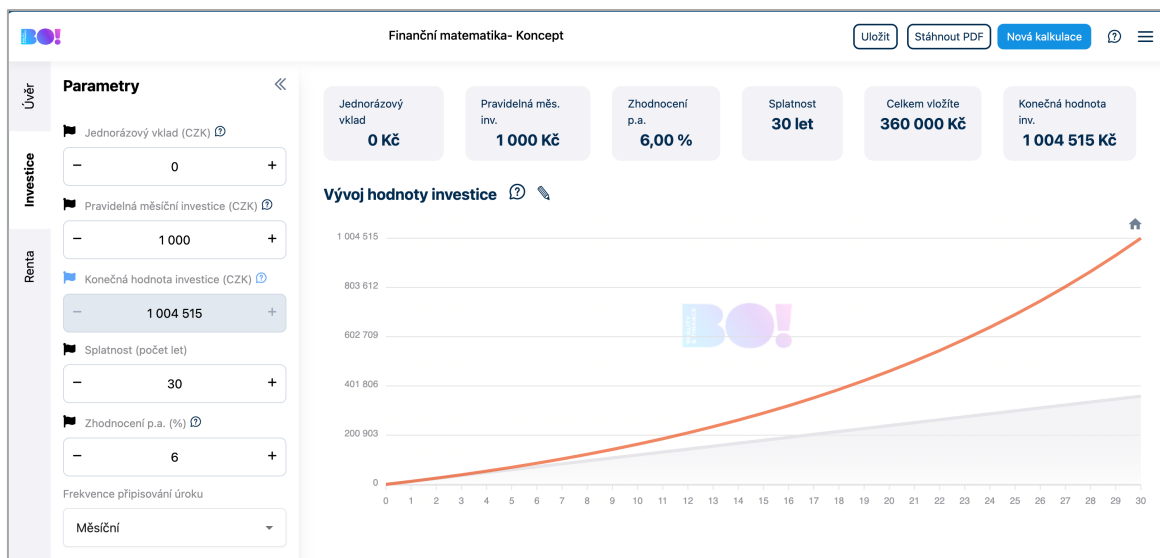 BO!
Finanční matematika- Koncept
Uložit
Stáhnout PDF
Nová kalkulace
Úvěr
Investice
Renta
Parametry
Jednorázový vklad (CZK)
0
Pravidelná měsíční investice (CZK)
1 000
Konečná hodnota investice (CZK)
1 004 515
Splatnost (počet let)
30
Zhodnocení p.a. (%)
6
Frekvence připisování úroku
Měsíční
Jednorázový
vklad
0 Kč
Pravidelná měs.
inv.
1 000 Kč
Zhodnocení
p.a.
6,00 %
Splatnost
30 let
Celkem vložíte
360 000 Kč
Konečná hodnota
inv.
1 004 515 Kč
Vývoj hodnoty investice
1 004 515
803 612
602 709
401 806
200 903
0
BO!
0 1 2 3 4 5 6 7 8 9 10 11 12 13 14 15 16 17 18 19 20 21 22 23 24 25 26 27 28 29 30